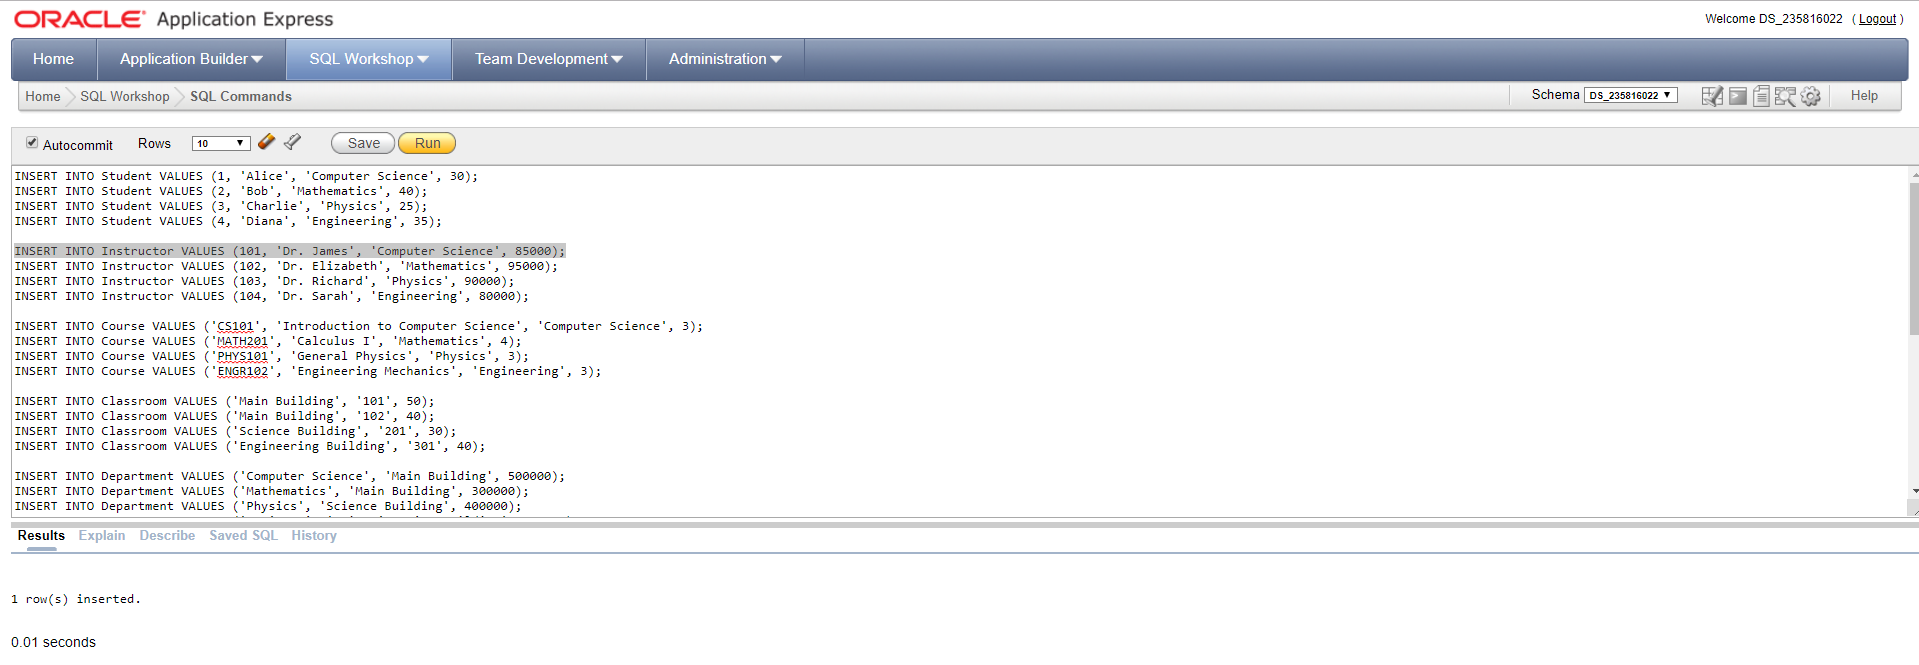 ORACLE Application Express
Welcome DS_235816022 ( Logout )
Home Application Builder SQL Workshop Team Development Administration
Home SQL Workshop SQL Commands Schema DS_235816022 Help
Autocommit Rows 10 Save Run
INSERT INTO Student VALUES (1, 'Alice', 'Computer Science', 30);
INSERT INTO Student VALUES (2, 'Bob', 'Mathematics', 40);
INSERT INTO Student VALUES (3, 'Charlie', 'Physics', 25);
INSERT INTO Student VALUES (4, 'Diana', 'Engineering', 35);
INSERT INTO Instructor VALUES (101, 'Dr. James', 'Computer Science', 85000);
INSERT INTO Instructor VALUES (102, 'Dr. Elizabeth', 'Mathematics', 95000);
INSERT INTO Instructor VALUES (103, 'Dr. Richard', 'Physics', 90000);
INSERT INTO Instructor VALUES (104, 'Dr. Sarah', 'Engineering', 80000);
INSERT INTO Course VALUES ('CS101', 'Introduction to Computer Science', 'Computer Science', 3);
INSERT INTO Course VALUES ('MATH201', 'Calculus I', 'Mathematics', 4);
INSERT INTO Course VALUES ('PHYS101', 'General Physics', 'Physics', 3);
INSERT INTO Course VALUES ('ENGR102', 'Engineering Mechanics', 'Engineering', 3);
INSERT INTO Classroom VALUES ('Main Building', '101', 50);
INSERT INTO Classroom VALUES ('Main Building', '102', 40);
INSERT INTO Classroom VALUES ('Science Building', '201', 30);
INSERT INTO Classroom VALUES ('Engineering Building', '301', 40);
INSERT INTO Department VALUES ('Computer Science', 'Main Building', 500000);
INSERT INTO Department VALUES ('Mathematics', 'Main Building', 300000);
INSERT INTO Department VALUES ('Physics', 'Science Building', 400000);
Results Explain Describe Saved SQL History
1 row(s) inserted.
0.01 seconds